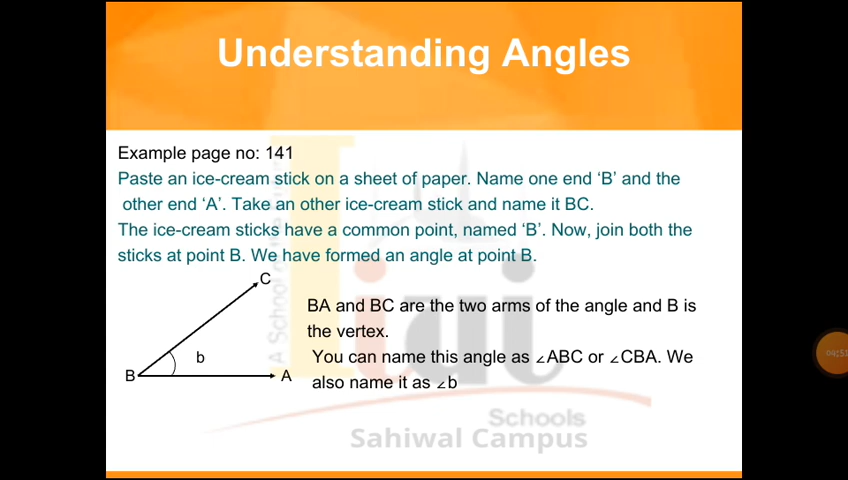 Understanding Angles
Example page no: 141
Paste an ice-cream stick on a sheet of paper. Name one end ‘B’ and the
other end ‘A’. Take an other ice-cream stick and name it BC.
The ice-cream sticks have a common point, named ‘B’. Now, join both the
sticks at point B. We have formed an angle at point B.
C
b
B
A
BA and BC are the two arms of the angle and B is
the vertex.
You can name this angle as ∠ABC or ∠CBA. We
also name it as ∠b
A School of
Schools
Sahiwal Campus